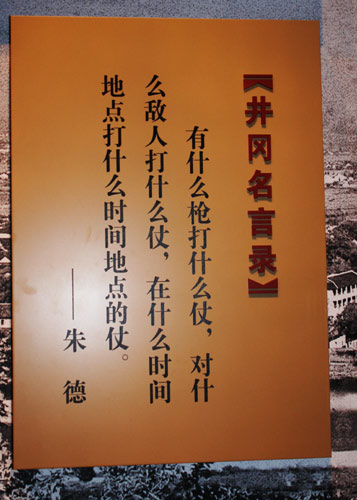 【井冈名言录】
有什么枪打什么仗，对什
么敌人打什么仗，在什么时间
地点打什么时间地点的仗。
——朱德